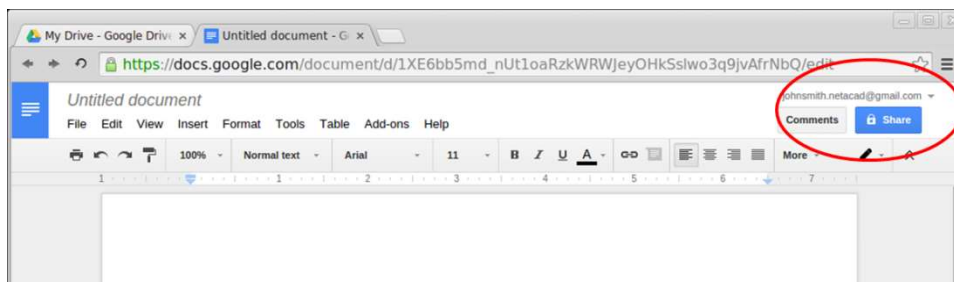 My Drive - Google Drive × Untitled document - G ×
https://docs.google.com/document/d/1XE6bb5md_nUt1oaRzkWRWJeyOHkSslwo3q9jvAfrNbQ/edit
Untitled document
johnsmith.netacad@gmail.com
File Edit View Insert Format Tools Table Add-ons Help
Comments Share
100% Normal text Arial 11 B I U A More
1 1 2 3 4 5 6 7